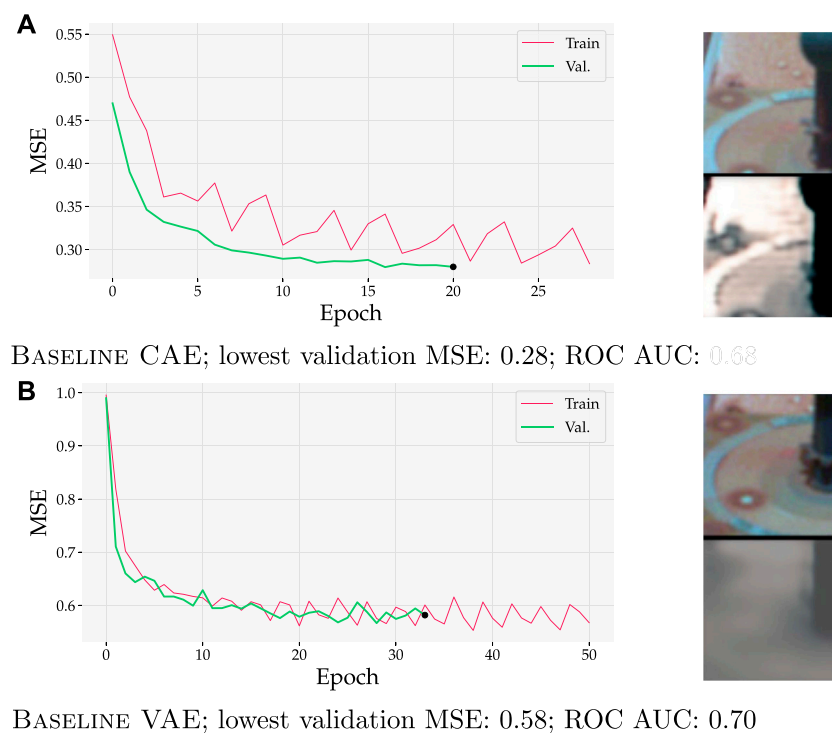 A
0.55
0.50
0.45
0.40
0.35
0.30
MSE
Train
Val.
0 5 10 15 20 25
Epoch
BASELINE CAE; lowest validation MSE: 0.28; ROC AUC: 0.68
B
1.0
0.9
0.8
0.7
0.6
MSE
Train
Val.
0 10 20 30 40 50
Epoch
BASELINE VAE; lowest validation MSE: 0.58; ROC AUC: 0.70